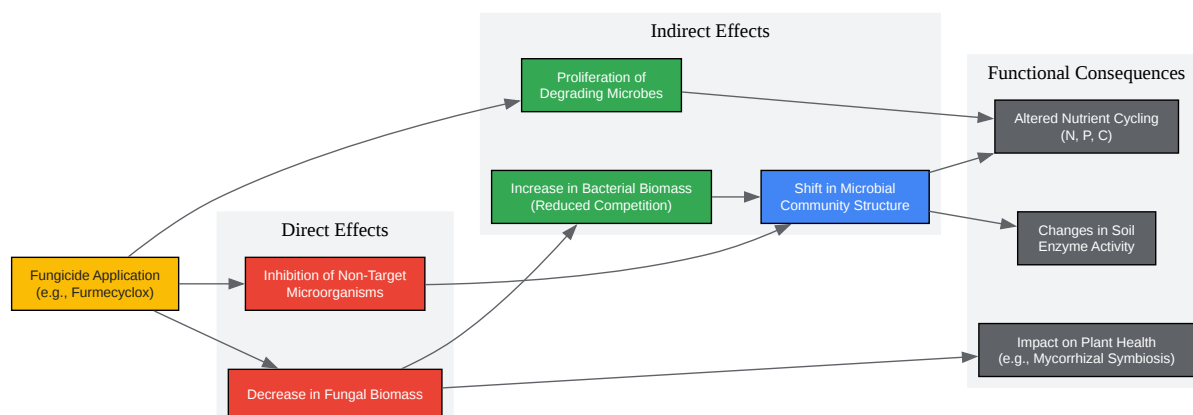 Indirect Effects
Functional Consequences
Proliferation of
Degrading Microbes
Altered Nutrient Cycling
(N, P, C)
Increase in Bacterial Biomass
(Reduced Competition)
Shift in Microbial
Community Structure
Direct Effects
Changes in Soil
Enzyme Activity
Fungicide Application
(e.g., Furmecyclox)
Inhibition of Non-Target
Microorganisms
Impact on Plant Health
(e.g., Mycorrhizal Symbiosis)
Decrease in Fungal Biomass